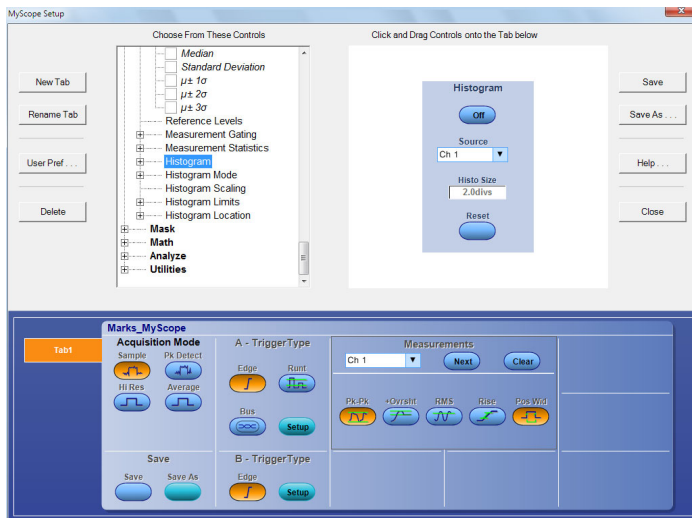 MyScope Setup
Choose From These Controls
Click and Drag Controls onto the Tab below
New Tab
Rename Tab
User Pref . . .
Delete
Median
Standard Deviation
μ± 1σ
μ± 2σ
μ± 3σ
Reference Levels
Measurement Gating
Measurement Statistics
Histogram
Histogram Mode
Histogram Scaling
Histogram Limits
Histogram Location
Mask
Math
Analyze
Utilities
Histogram
Off
Source
Ch 1
Histo Size
2.0divs
Reset
Save
Save As . . .
Help . . .
Close
Tab1
Marks_MyScope
Acquisition Mode
Sample Pk Detect
Hi Res Average
Save
Save Save As
A - TriggerType
Edge Runt
Bus
Setup
B - TriggerType
Edge
Setup
Measurements
Ch 1 Next Clear
Pk-Pk +Ovrsht RMS Rise Pos Wid